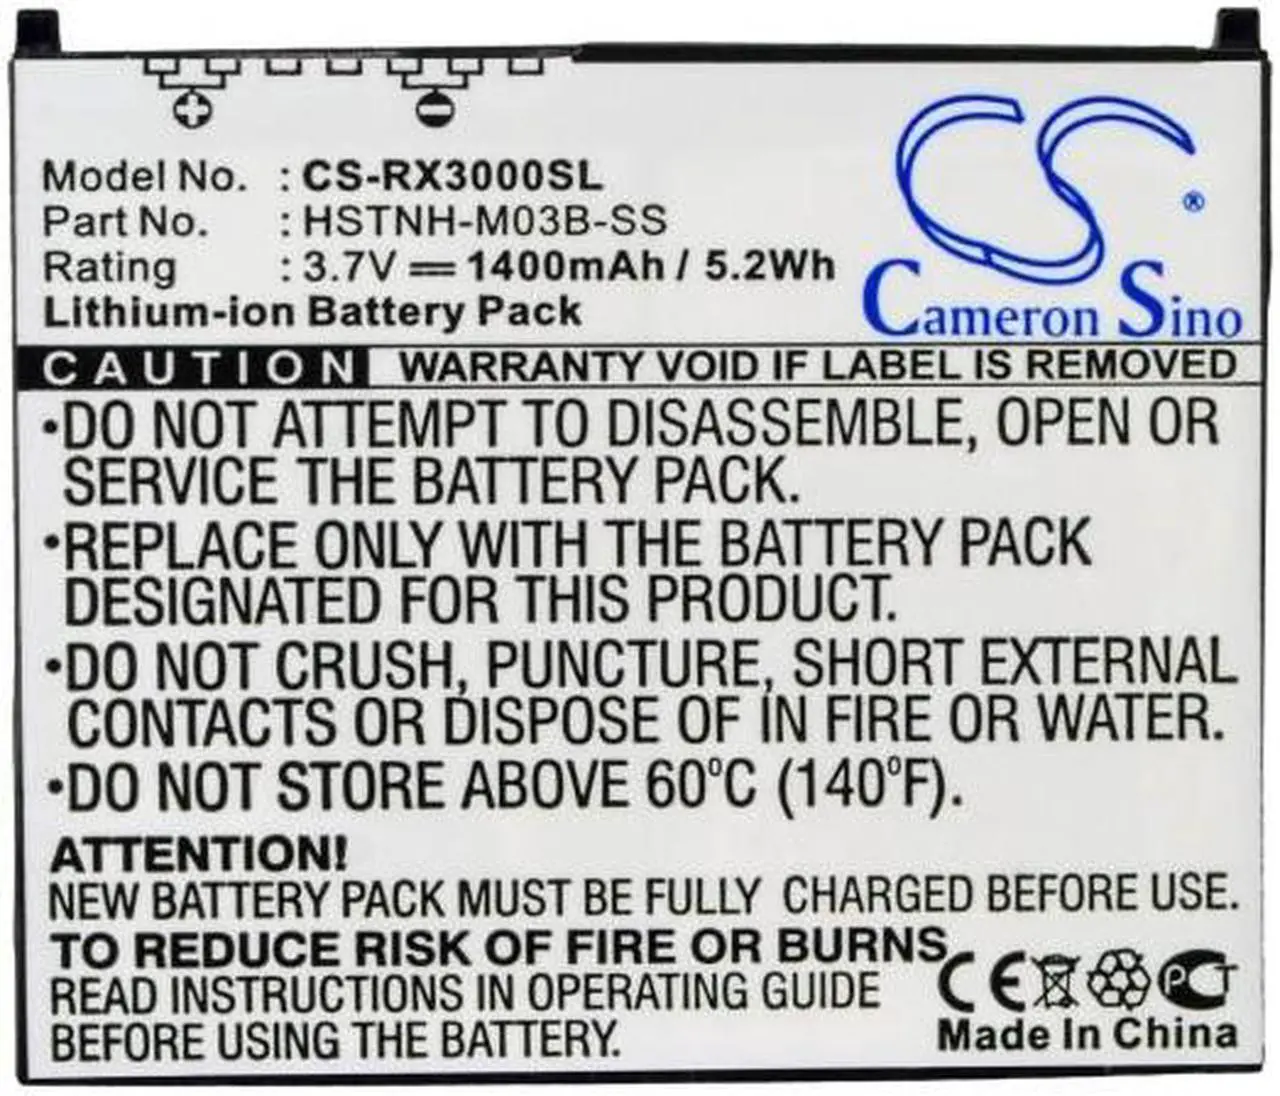 Model No. : CS-RX3000SL
Part No. : HSTNH-M03B-SS
Rating : 3.7V ⎓ 1400mAh / 5.2Wh
Lithium-ion Battery Pack
CS®
Cameron Sino
CAUTION WARRANTY VOID IF LABEL IS REMOVED
•DO NOT ATTEMPT TO DISASSEMBLE, OPEN OR
SERVICE THE BATTERY PACK.
•REPLACE ONLY WITH THE BATTERY PACK
DESIGNATED FOR THIS PRODUCT.
•DO NOT CRUSH, PUNCTURE, SHORT EXTERNAL
CONTACTS OR DISPOSE OF IN FIRE OR WATER.
•DO NOT STORE ABOVE 60°C (140°F).
ATTENTION!
NEW BATTERY PACK MUST BE FULLY CHARGED BEFORE USE.
TO REDUCE RISK OF FIRE OR BURNS
READ INSTRUCTIONS IN OPERATING GUIDE
BEFORE USING THE BATTERY.
CE PCT
Made in China